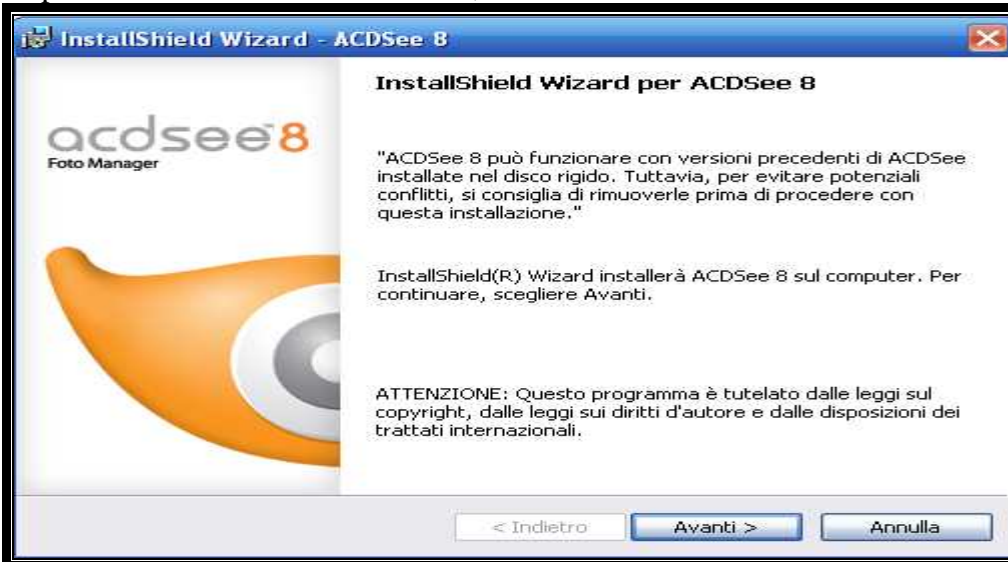 InstallShield Wizard - ACDSee 8
InstallShield Wizard per ACDSee 8
acdsee 8
Foto Manager
"ACDSee 8 può funzionare con versioni precedenti di ACDSee
installate nel disco rigido. Tuttavia, per evitare potenziali
conflitti, si consiglia di rimuoverle prima di procedere con
questa installazione."
InstallShield(R) Wizard installerà ACDSee 8 sul computer. Per
continuare, scegliere Avanti.
ATTENZIONE: Questo programma è tutelato dalle leggi sul
copyright, dalle leggi sui diritti d'autore e dalle disposizioni dei
trattati internazionali.
< Indietro Avanti > Annulla